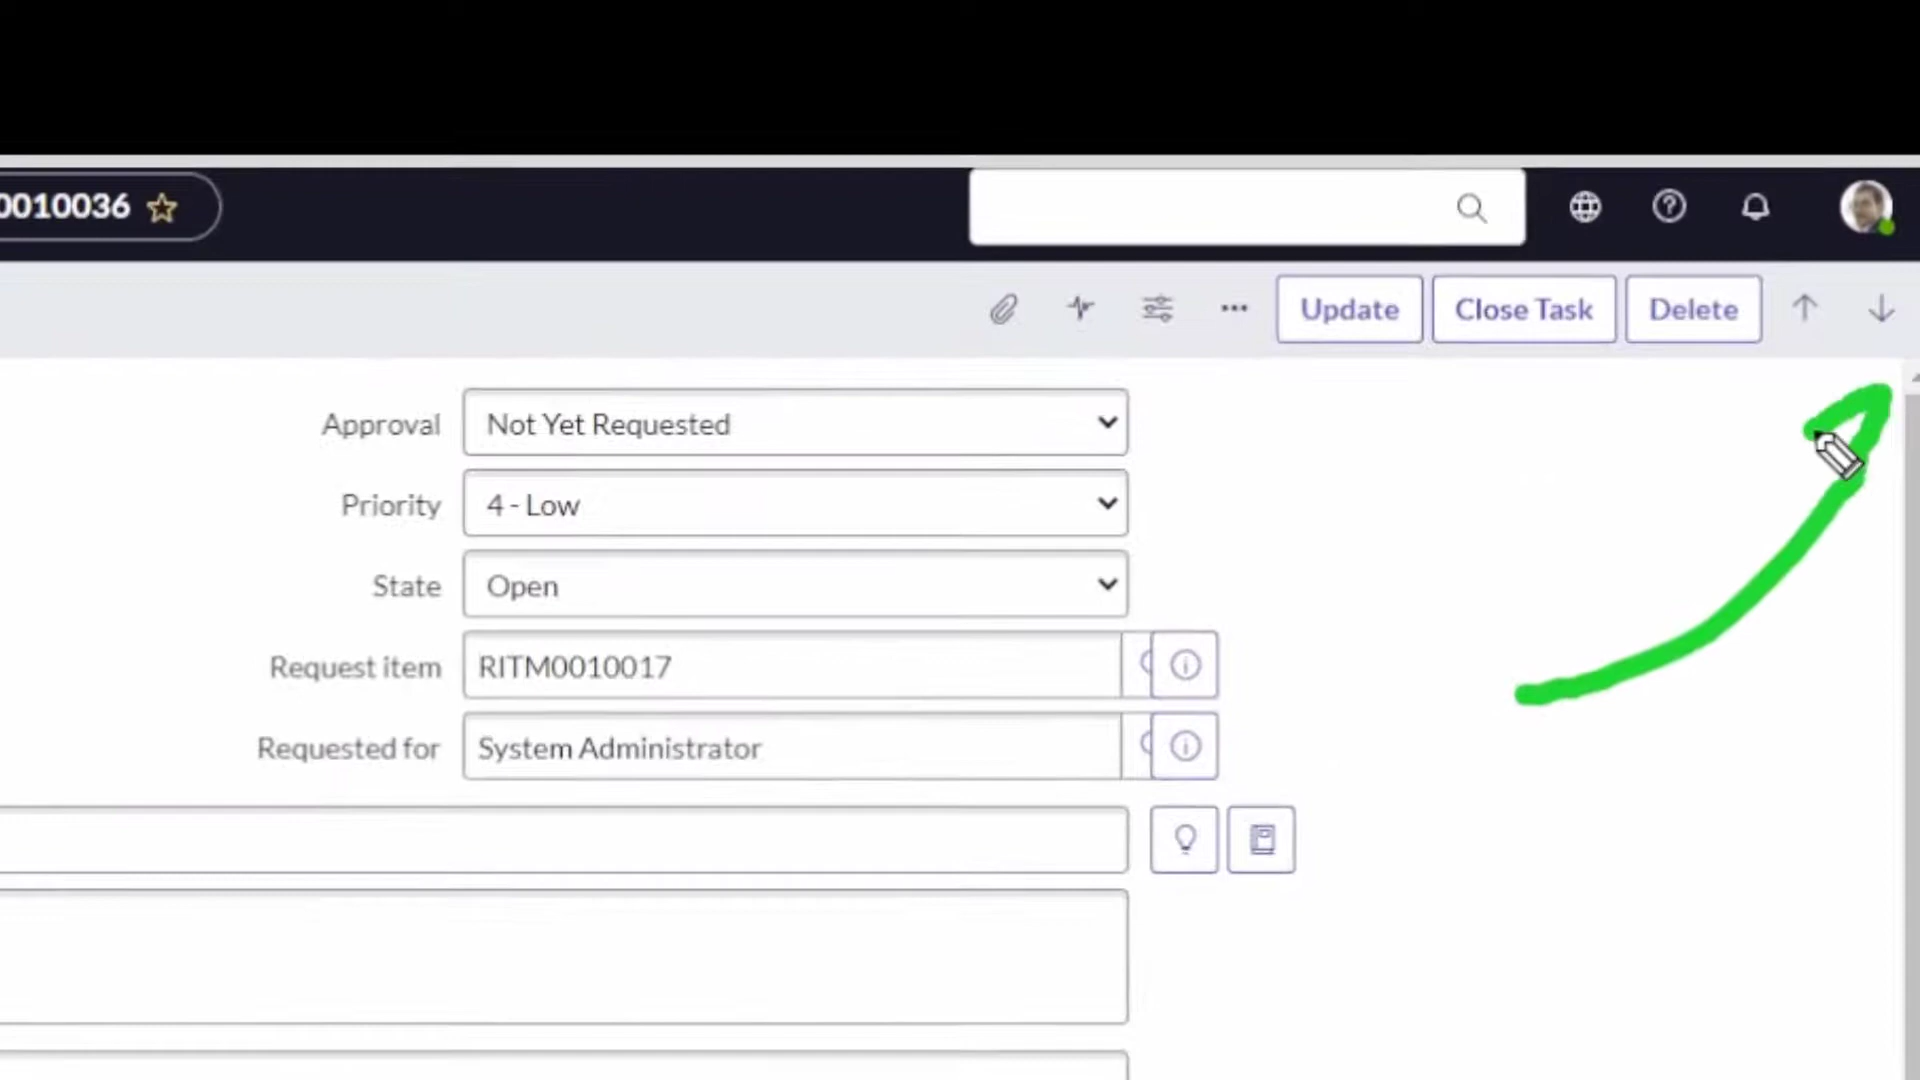 0010036
Update Close Task Delete
Approval Not Yet Requested
Priority 4 - Low
State Open
Request item RITM0010017
Requested for System Administrator